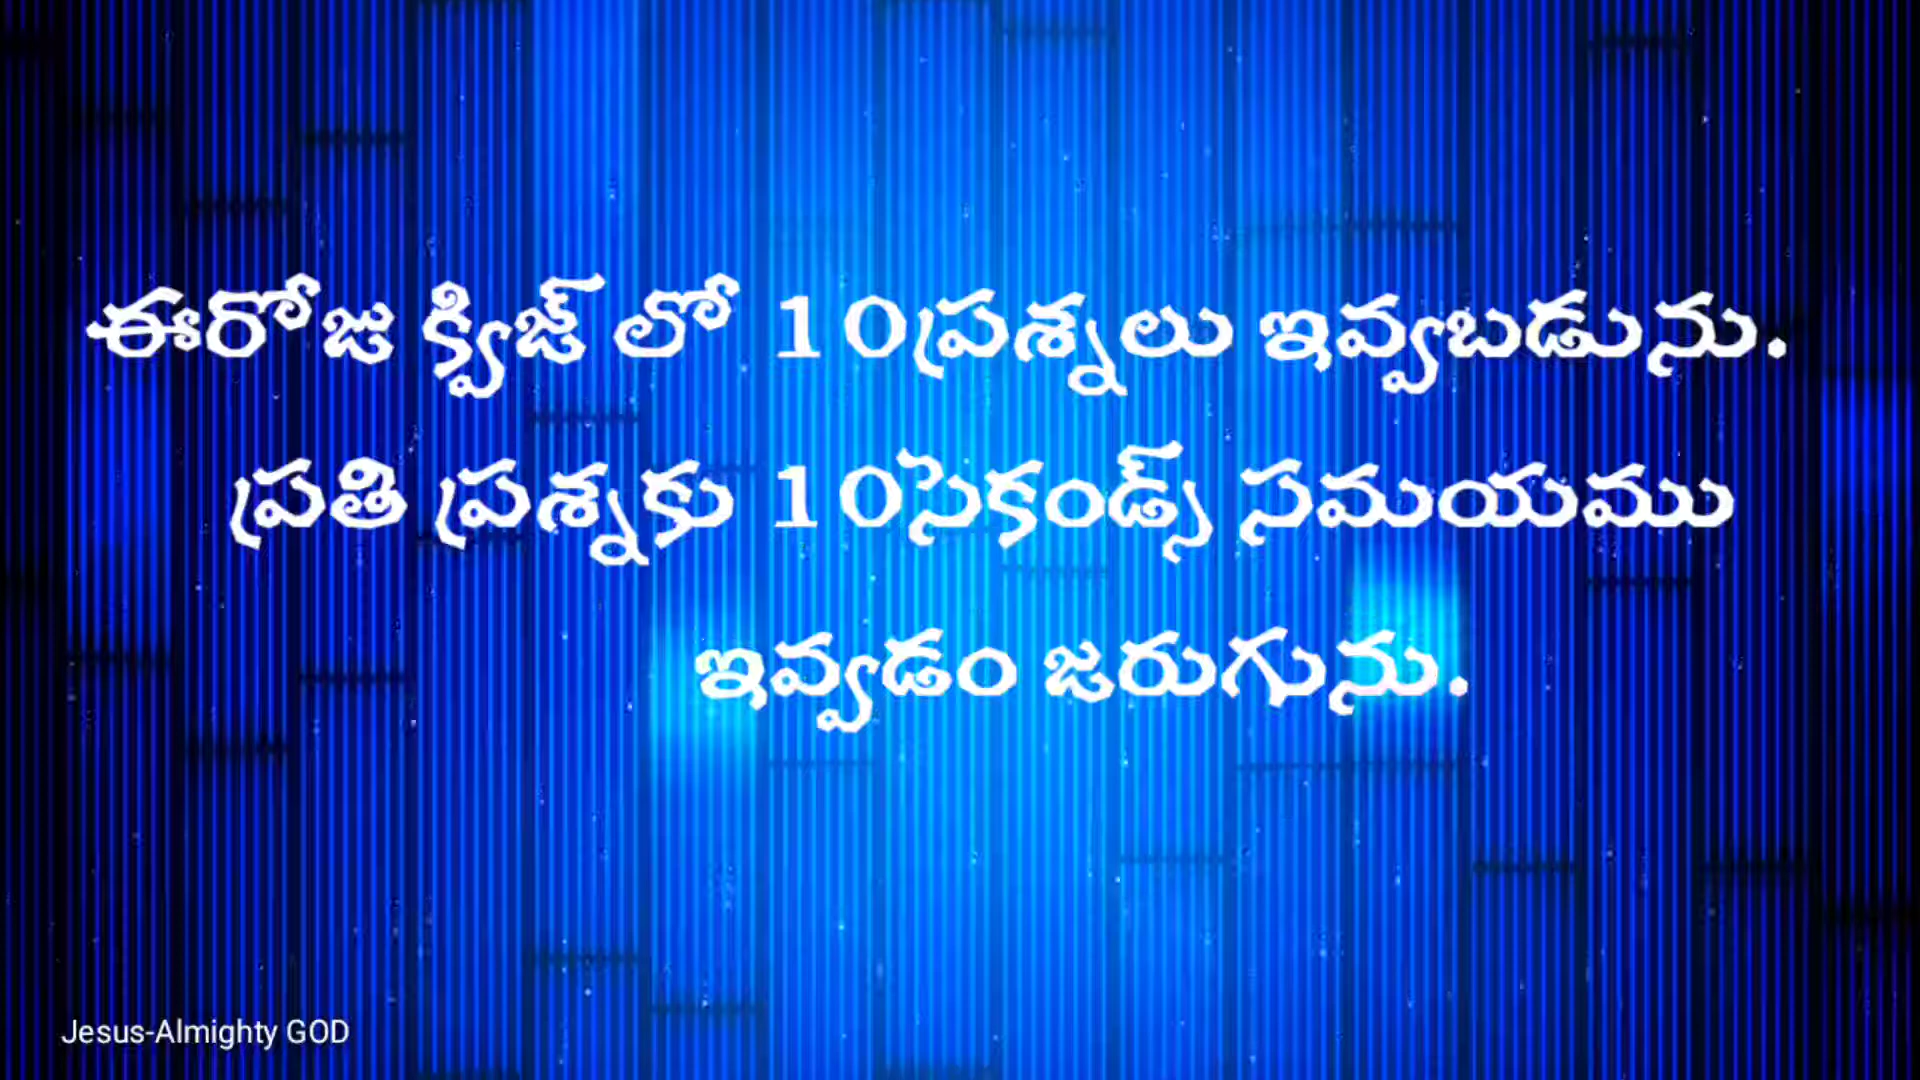 ఈరోజు క్విజ్ లో 10ప్రశ్నలు ఇవ్వబడును.
ప్రతి ప్రశ్నకు 10సెకండ్స్ సమయము
ఇవ్వడం జరుగును.
Jesus-Almighty GOD